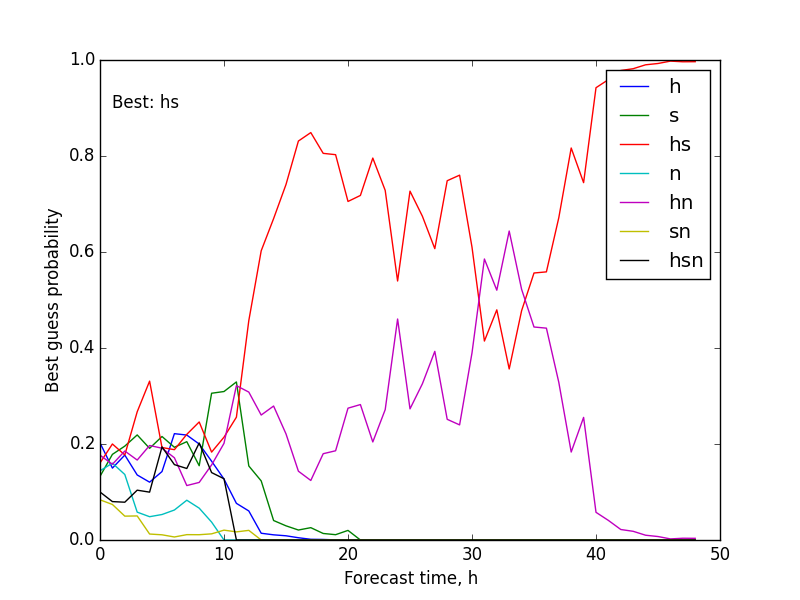 1.0
0.8
0.6
0.4
0.2
0.0
Best guess probability
Best: hs
h
s
hs
n
hn
sn
hsn
0 10 20 30 40 50
Forecast time, h